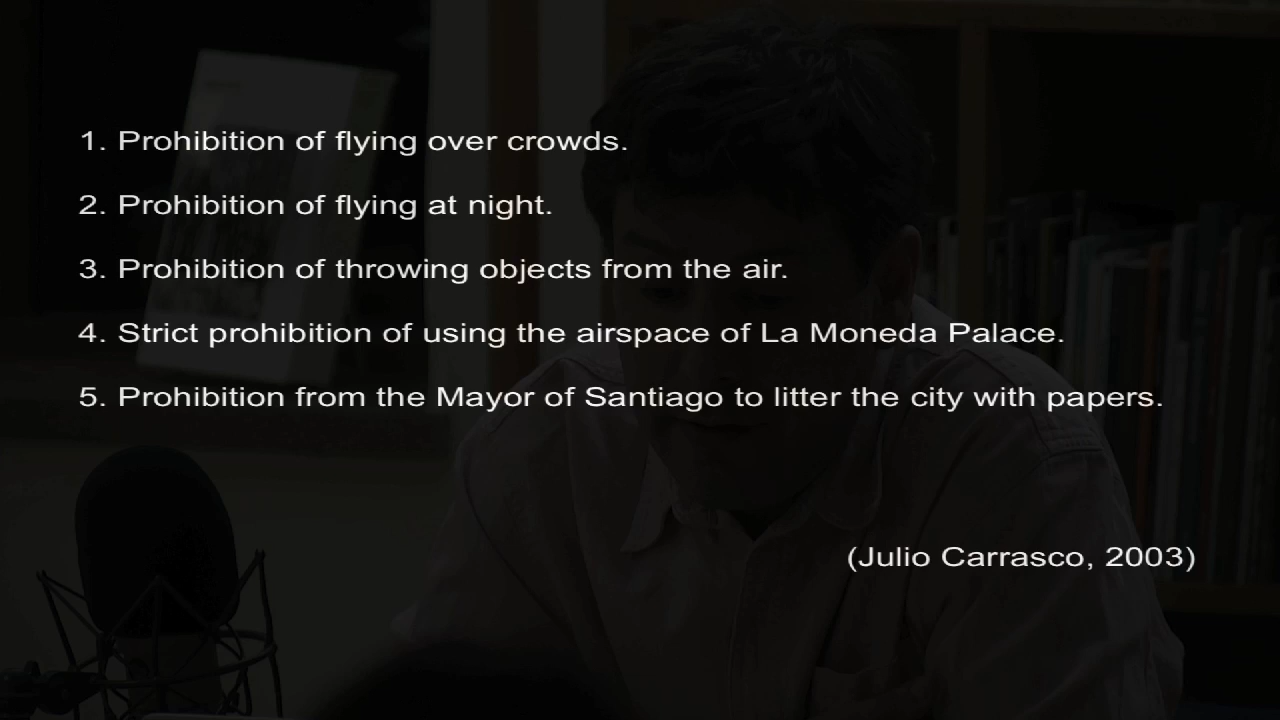 1. Prohibition of flying over crowds.
2. Prohibition of flying at night.
3. Prohibition of throwing objects from the air.
4. Strict prohibition of using the airspace of La Moneda Palace.
5. Prohibition from the Mayor of Santiago to litter the city with papers.
(Julio Carrasco, 2003)